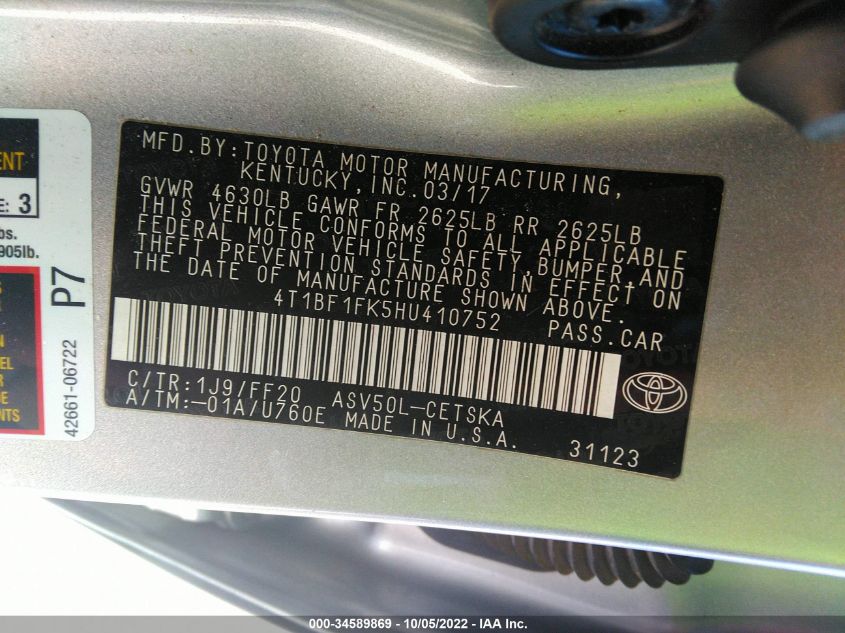 MFD.BY:TOYOTA MOTOR MANUFACTURING,
KENTUCKY,INC.03/17
GVWR 4630LB GAWR FR 2625LB RR 2625LB
THIS VEHICLE CONFORMS TO ALL APPLICABLE
FEDERAL MOTOR VEHICLE SAFETY,BUMPER,AND
THEFT PREVENTION STANDARDS IN EFFECT ON
THE DATE OF MANUFACTURE SHOWN ABOVE.
4T1BF1FK5HU410752
PASS.CAR
C/TR:1J9/FF20 ASV50L-CETSKA
A/TM:-01A/U760E MADE IN U.S.A.
31123
ENT
E: 3
bs.
905lb.
P7
42661-06722
000-34589869 - 10/05/2022 - IAA Inc.